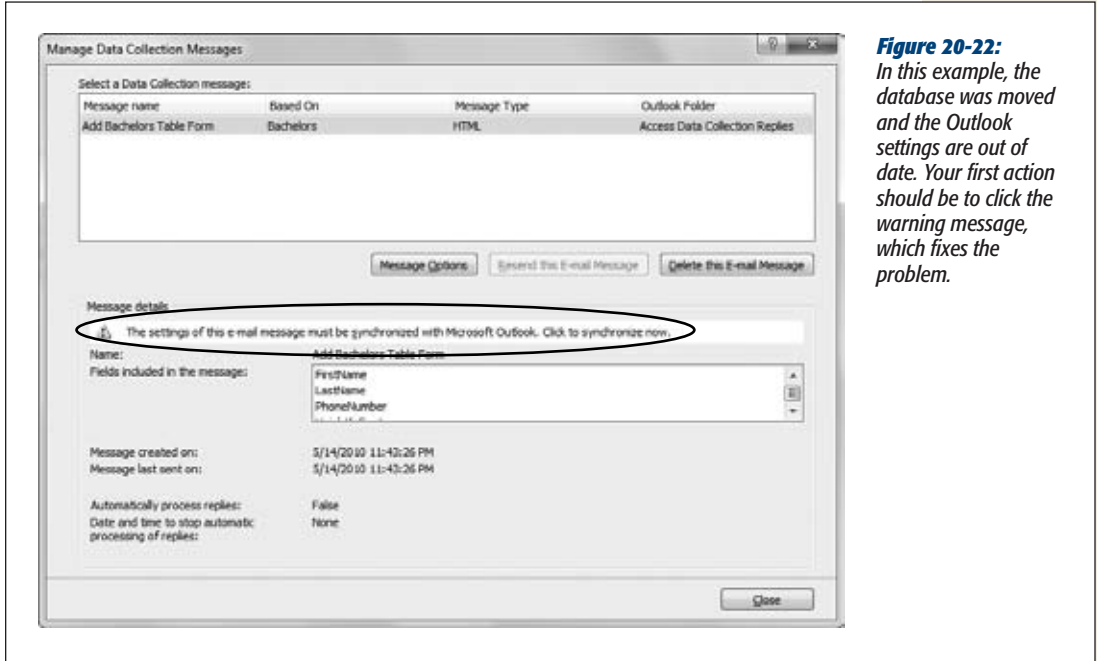 Manage Data Collection Messages
Select a Data Collection message:
Message name Based On Message Type Outlook Folder
Add Bachelors Table Form Bachelors HTML Access Data Collection Replies
Message Options Resend this E-mail Message Delete this E-mail Message
Message details
The settings of this e-mail message must be synchronized with Microsoft Outlook. Click to synchronize now.
Name: Add Bachelors Table Form
Fields included in the message: FirstName
LastName
PhoneNumber
Message created on: 5/14/2010 11:43:26 PM
Message last sent on: 5/14/2010 11:43:26 PM
Automatically process replies: False
Date and time to stop automatic None
processing of replies:
Close
Figure 20-22:
In this example, the
database was moved
and the Outlook
settings are out of
date. Your first action
should be to click the
warning message,
which fixes the
problem.